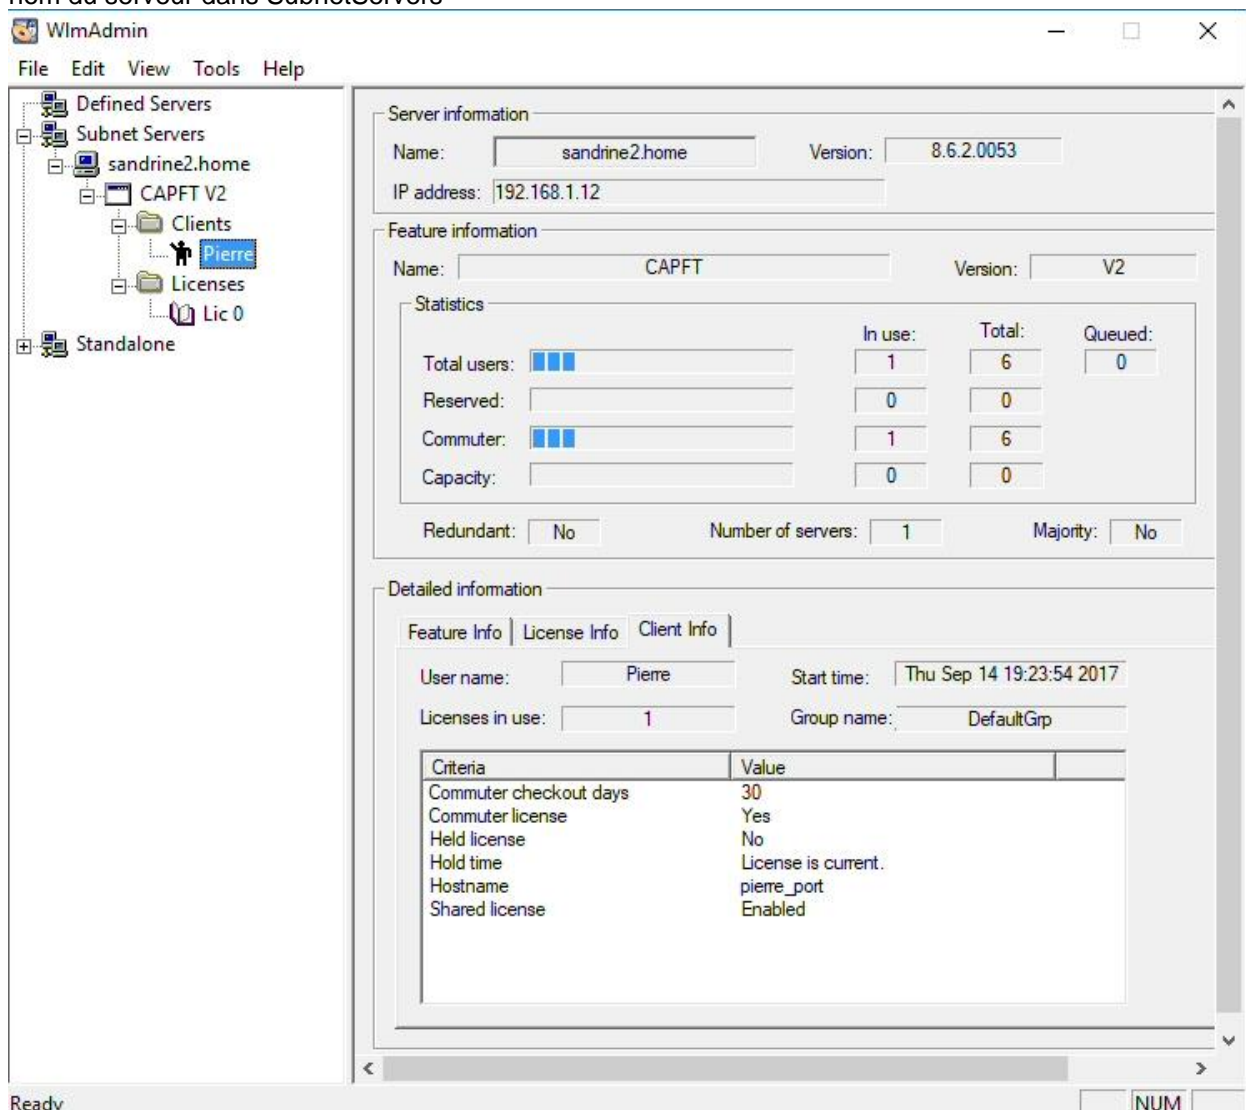 nom du serveur dans SubnetServers
WlmAdmin
File Edit View Tools Help
Defined Servers
Subnet Servers
sandrine2.home
CAPFT V2
Clients
Pierre
Licenses
Lic 0
Standalone
Server information
Name: sandrine2.home Version: 8.6.2.0053
IP address: 192.168.1.12
Feature information
Name: CAPFT Version: V2
Statistics
In use: Total: Queued:
Total users: 1 6 0
Reserved: 0 0
Commuter: 1 6
Capacity: 0 0
Redundant: No Number of servers: 1 Majority: No
Detailed information
Feature Info License Info Client Info
User name: Pierre Start time: Thu Sep 14 19:23:54 2017
Licenses in use: 1 Group name: DefaultGrp
Criteria Value
Commuter checkout days 30
Commuter license Yes
Held license No
Hold time License is current.
Hostname pierre_port
Shared license Enabled
Ready NUM